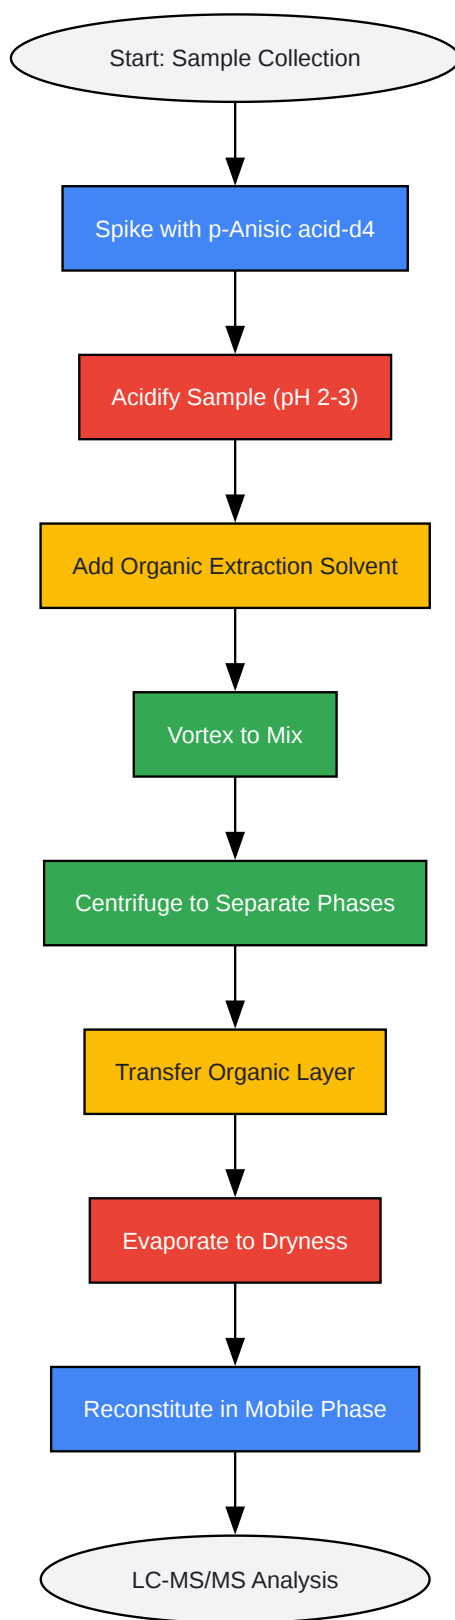 Start: Sample Collection
Spike with p-Anisic acid-d4
Acidify Sample (pH 2-3)
Add Organic Extraction Solvent
Vortex to Mix
Centrifuge to Separate Phases
Transfer Organic Layer
Evaporate to Dryness
Reconstitute in Mobile Phase
LC-MS/MS Analysis